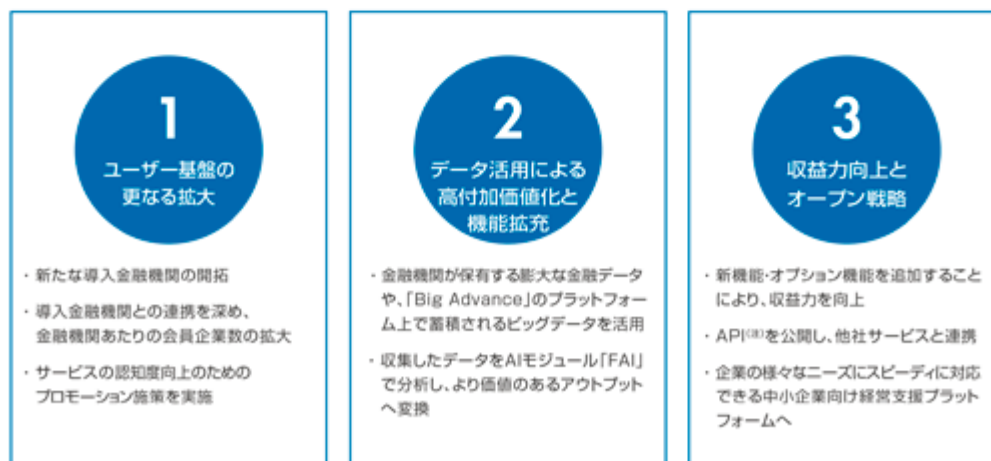 1
ユーザー基盤の
更なる拡大
・新たな導入金融機関の開拓
・導入金融機関との連携を深め、
金融機関あたりの会員企業数の拡大
・サービスの認知度向上のための
プロモーション施策を実施
2
データ活用による
高付加価値化と
機能拡充
・金融機関が保有する膨大な金融データ
や、「Big Advance」のプラットフォー
ム上で蓄積されるビッグデータを活用
・収集したデータをAIモジュール「FAI」
で分析し、より価値のあるアウトプット
へ変換
3
収益力向上と
オープン戦略
・新機能・オプション機能を追加すること
により、収益力を向上
・API(注)を公開し、他社サービスと連携
・企業の様々なニーズにスピーディに対応
できる中小企業向け経営支援プラット
フォームへ